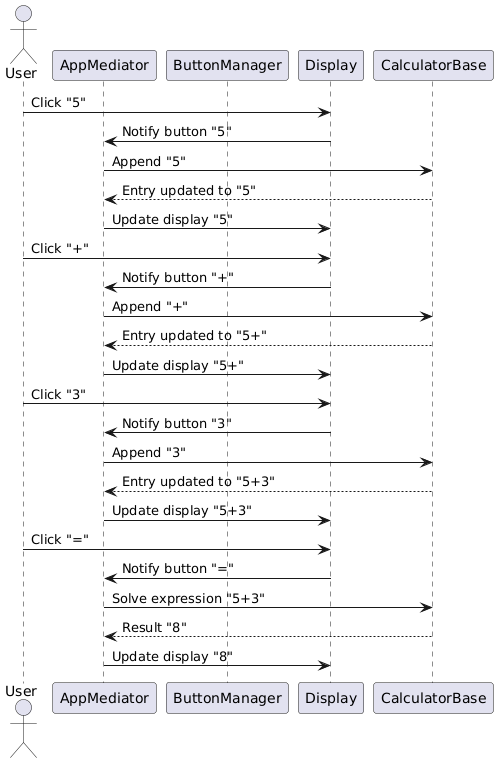 User
AppMediator
ButtonManager
Display
CalculatorBase
Click "5"
Notify button "5"
Append "5"
Entry updated to "5"
Update display "5"
Click "+"
Notify button "+"
Append "+"
Entry updated to "5+"
Update display "5+"
Click "3"
Notify button "3"
Append "3"
Entry updated to "5+3"
Update display "5+3"
Click "="
Notify button "="
Solve expression "5+3"
Result "8"
Update display "8"
User
AppMediator
ButtonManager
Display
CalculatorBase